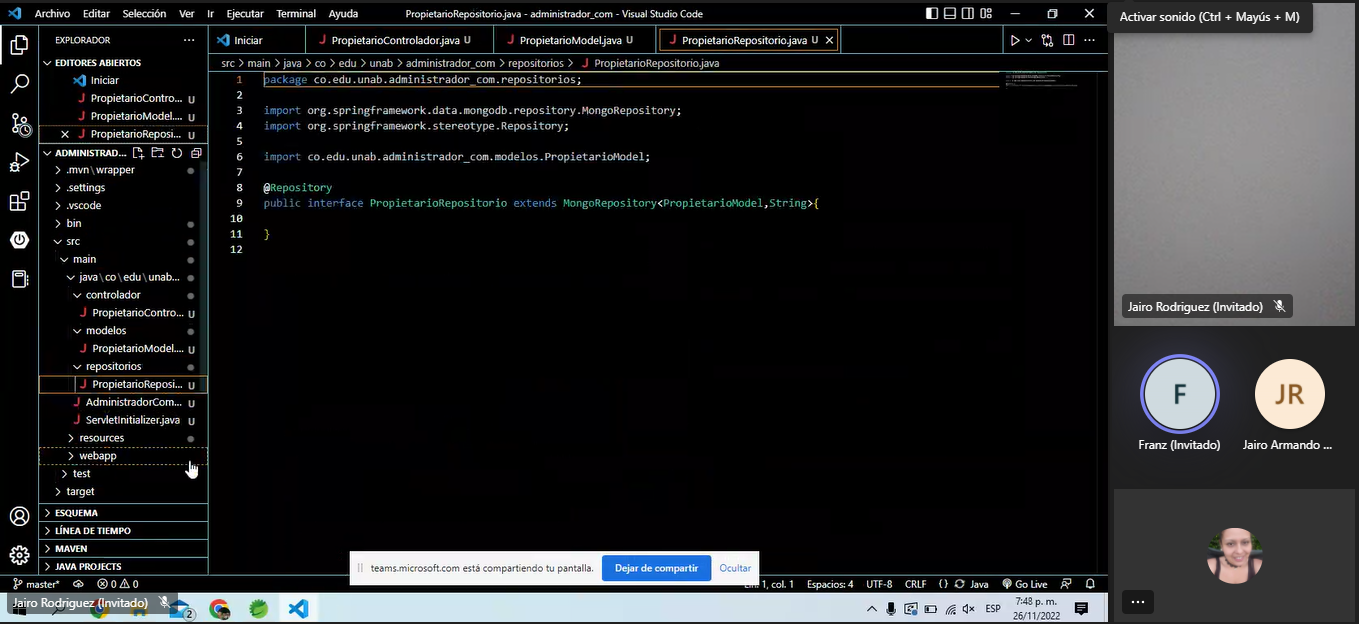 Archivo Editar Selección Ver Ir Ejecutar Terminal Ayuda
PropietarioRepositorio.java - administrador_com - Visual Studio Code
Activar sonido (Ctrl + Mayús + M)
EXPLORADOR
EDITORES ABIERTOS
Iniciar
PropietarioContro... U
PropietarioModel.... U
PropietarioReposi... U
ADMINISTRAD...
.mvn\wrapper
.settings
.vscode
bin
src
main
java\co\edu\unab...
controlador
PropietarioContro... U
modelos
PropietarioModel.... U
repositorios
PropietarioReposi... U
AdministradorCom... U
ServletInitializer.java U
resources
webapp
test
target
ESQUEMA
LÍNEA DE TIEMPO
MAVEN
JAVA PROJECTS
Iniciar
PropietarioControlador.java U
PropietarioModel.java U
PropietarioRepositorio.java U
src > main > java > co > edu > unab > administrador_com > repositorios > PropietarioRepositorio.java
1 package co.edu.unab.administrador_com.repositorios;
2
3 import org.springframework.data.mongodb.repository.MongoRepository;
4 import org.springframework.stereotype.Repository;
5
6 import co.edu.unab.administrador_com.modelos.PropietarioModel;
7
8 @Repository
9 public interface PropietarioRepositorio extends MongoRepository<PropietarioModel,String>{
10
11 }
12
teams.microsoft.com está compartiendo tu pantalla.
Dejar de compartir
Ocultar
master*
0 0
Lín. 1, col. 1 Espacios: 4 UTF-8 CRLF {} Java Go Live
Jairo Rodriguez (Invitado)
2
ESP
7:48 p. m.
26/11/2022
Jairo Rodriguez (Invitado)
F
Franz (Invitado)
JR
Jairo Armando ...